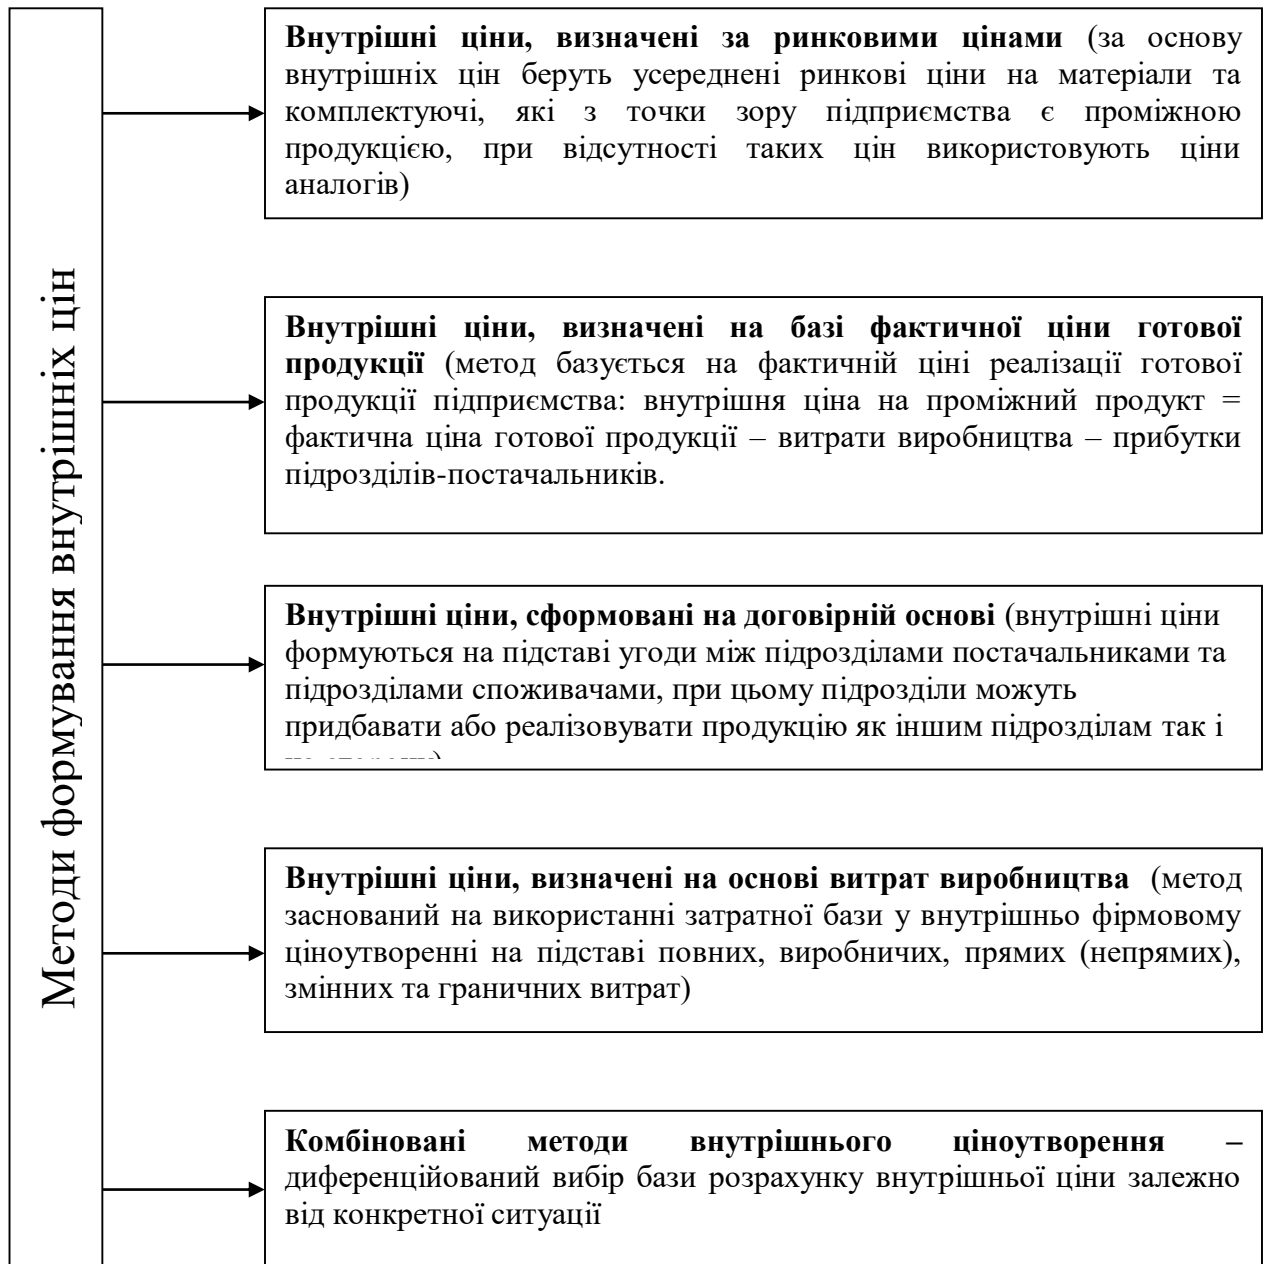 Методи формування внутрішніх цін
Внутрішні ціни, визначені за ринковими цінами (за основу
внутрішніх цін беруть усереднені ринкові ціни на матеріали та
комплектуючі, які з точки зору підприємства є проміжною
продукцією, при відсутності таких цін використовують ціни
аналогів)
Внутрішні ціни, визначені на базі фактичної ціни готової
продукції (метод базується на фактичній ціні реалізації готової
продукції підприємства: внутрішня ціна на проміжний продукт =
фактична ціна готової продукції – витрати виробництва – прибутки
підрозділів-постачальників.
Внутрішні ціни, сформовані на договірній основі (внутрішні ціни
формуються на підставі угоди між підрозділами постачальниками та
підрозділами споживачами, при цьому підрозділи можуть
придбавати або реалізовувати продукцію як іншим підрозділам так і
Внутрішні ціни, визначені на основі витрат виробництва (метод
заснований на використанні затратної бази у внутрішньо фірмовому
ціноутворенні на підставі повних, виробничих, прямих (непрямих),
змінних та граничних витрат)
Комбіновані методи внутрішнього ціноутворення –
диференційований вибір бази розрахунку внутрішньої ціни залежно
від конкретної ситуації